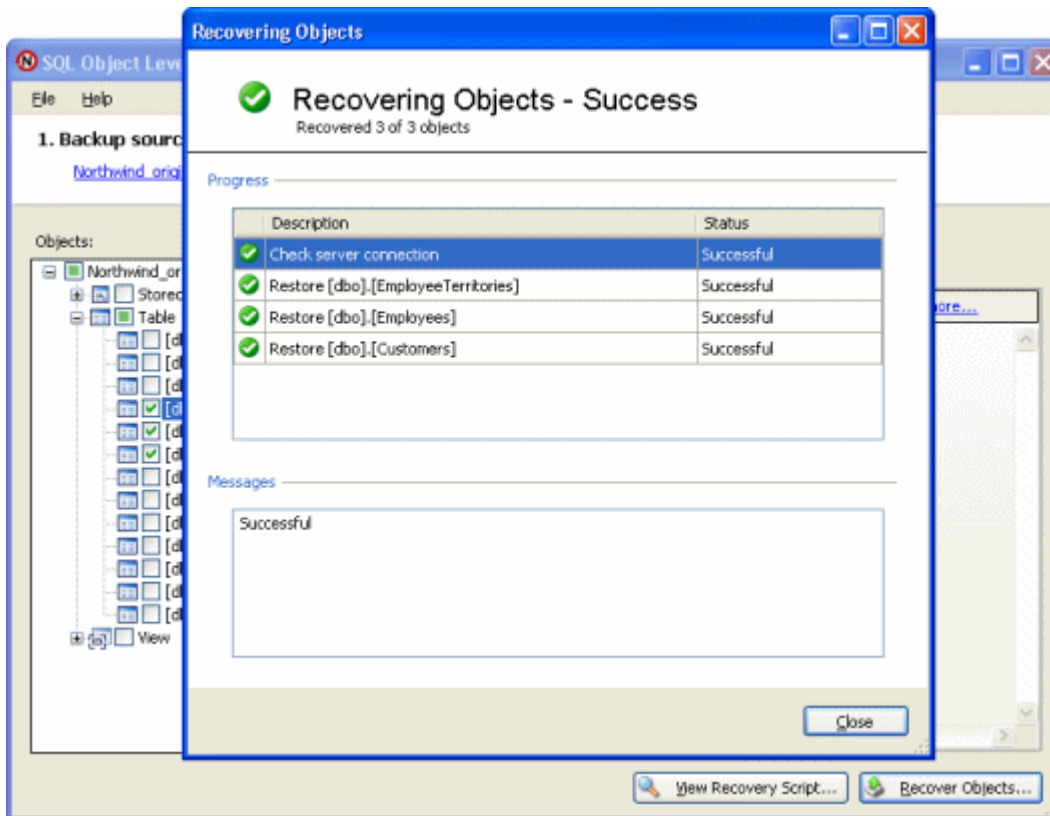 Recovering Objects
SQL Object Leve
File Help
Recovering Objects - Success
Recovered 3 of 3 objects
1. Backup sourc
Northwind_origi
Progress
Description Status
Check server connection Successful
Restore [dbo].[EmployeeTerritories] Successful
Restore [dbo].[Employees] Successful
Restore [dbo].[Customers] Successful
Objects:
Northwind_or
Storec
Table
[d
[d
[d
[d
[d
[d
[d
[d
[d
[d
[d
[d
[d
View
ore...
Messages
Successful
Close
View Recovery Script...
Recover Objects...